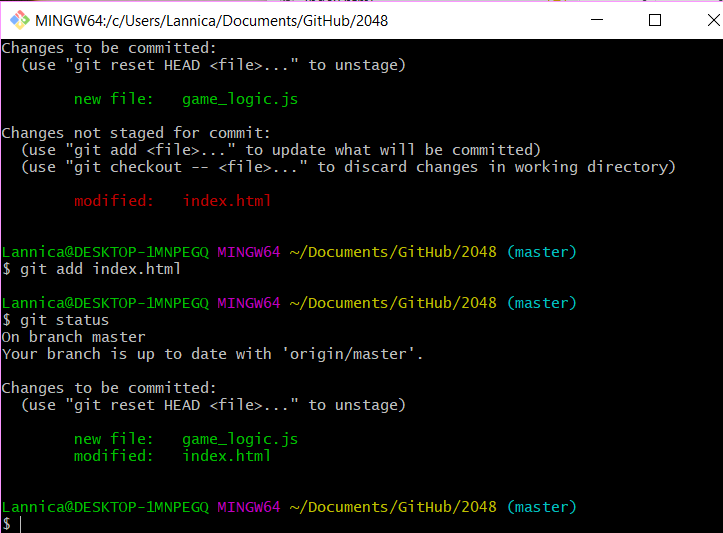 MINGW64:/c/Users/Lannica/Documents/GitHub/2048
Changes to be committed:
  (use "git reset HEAD <file>..." to unstage)

        new file:   game_logic.js

Changes not staged for commit:
  (use "git add <file>..." to update what will be committed)
  (use "git checkout -- <file>..." to discard changes in working directory)

        modified:   index.html


Lannica@DESKTOP-1MNPEGQ MINGW64 ~/Documents/GitHub/2048 (master)
$ git add index.html

Lannica@DESKTOP-1MNPEGQ MINGW64 ~/Documents/GitHub/2048 (master)
$ git status
On branch master
Your branch is up to date with 'origin/master'.

Changes to be committed:
  (use "git reset HEAD <file>..." to unstage)

        new file:   game_logic.js
        modified:   index.html


Lannica@DESKTOP-1MNPEGQ MINGW64 ~/Documents/GitHub/2048 (master)
$